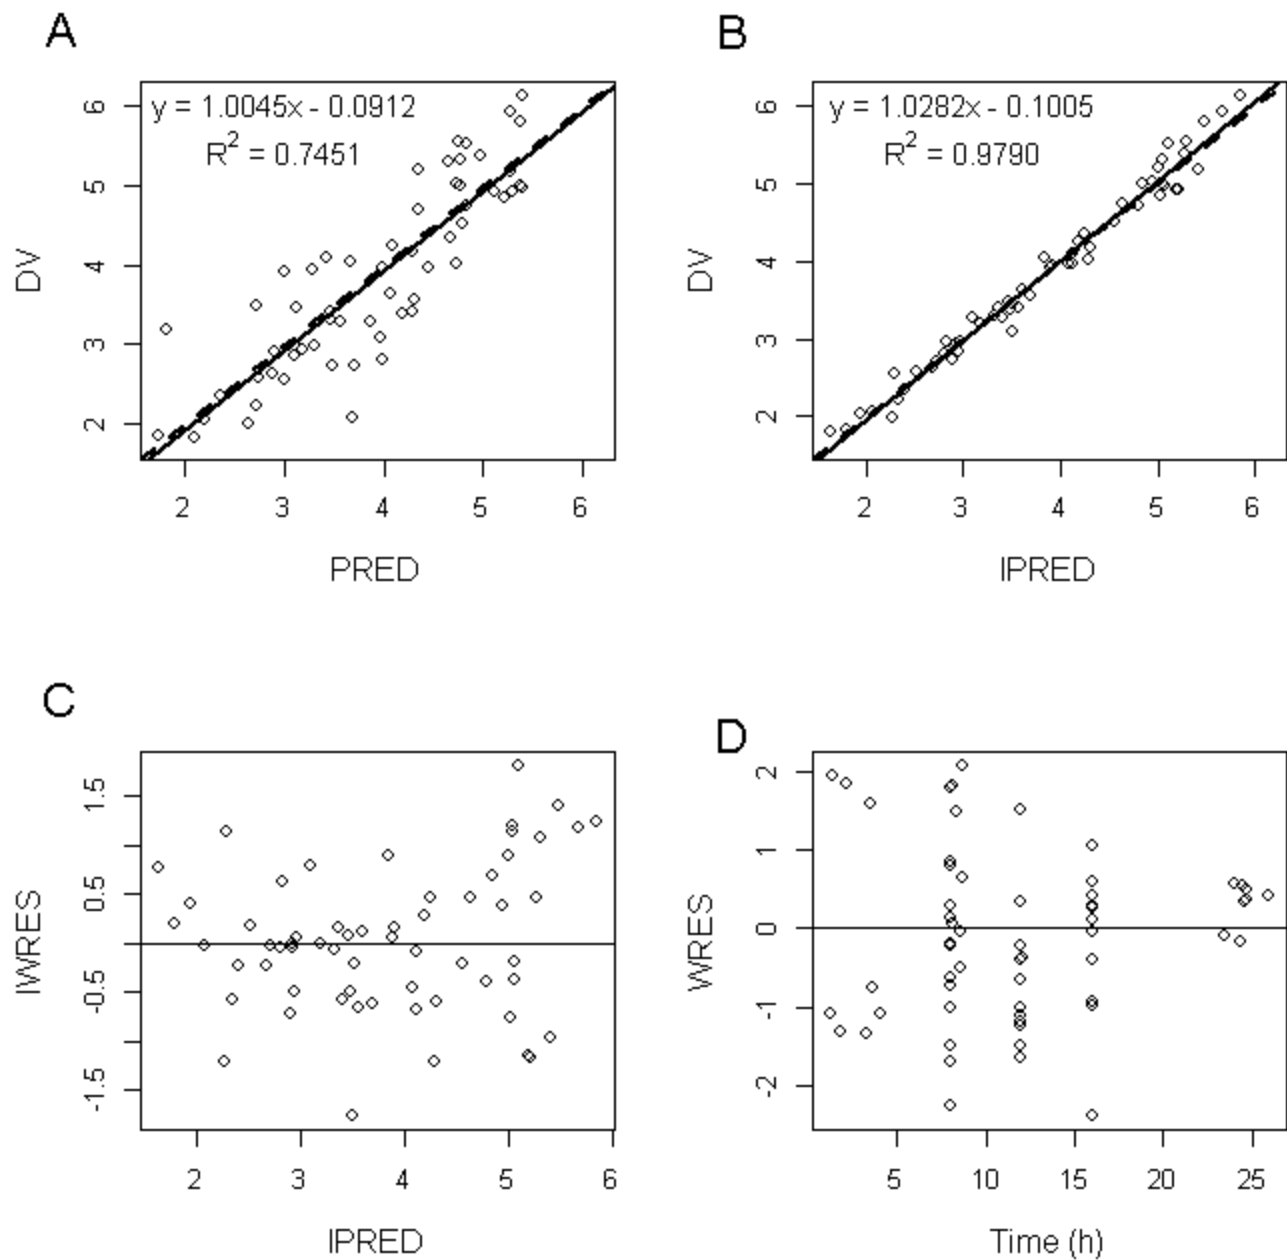 A
y = 1.0045x - 0.0912
R² = 0.7451
DV
6
5
4
3
2
2 3 4 5 6
PRED
B
y = 1.0282x - 0.1005
R² = 0.9790
DV
6
5
4
3
2
2 3 4 5 6
IPRED
C
IWRES
1.5
0.5
-0.5
-1.5
2 3 4 5 6
IPRED
D
WRES
2
1
0
-1
-2
5 10 15 20 25
Time (h)